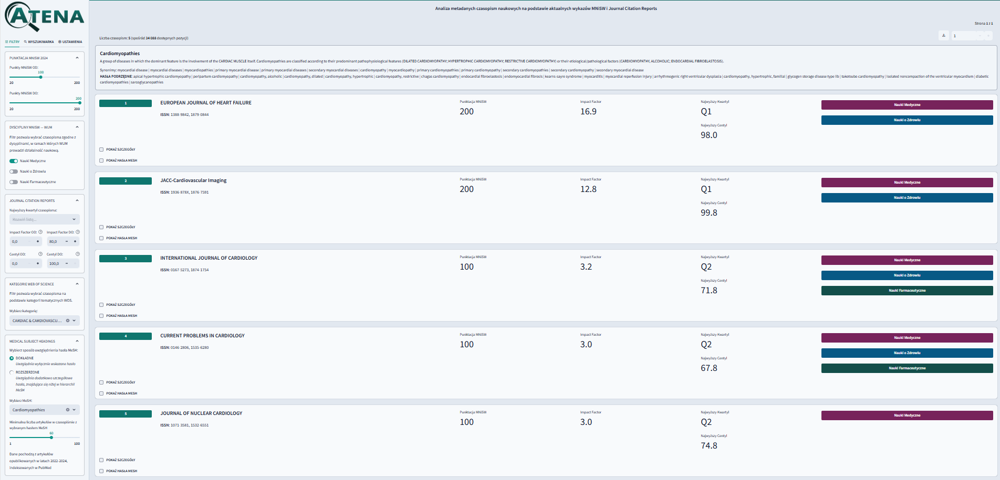 ATENA
FILTRY WYSZUKIWARKA USTAWIENIA
PUNKTACJA MNISW 2024
Punkty MNiSW OD:
100
20 200
Punkty MNiSW DO:
200
20 200
DYSCYPLINY MNISW — WUM
Filtr pozwala wybrać czasopisma zgodne z
dysyplinami, w ramach których WUM
prowadzi działalność naukową.
Nauki Medyczne
Nauki o Zdrowiu
Nauki Farmaceutyczne
JOURNAL CITATION REPORTS
Najwyższy kwartyl czasopisma:
Rozwiń listę...
Impact Factor OD: Impact Factor DO:
0,0 + 80,0 − +
Centyl OD: Centyl DO:
0,0 + 100,0 −
KATEGORIE WEB OF SCIENCE
Filtr pozwala wybrać czasopisma na
podstawie kategorii tematycznych WOS.
Wybierz kategorię:
CARDIAC & CARDIOVASCU...
MEDICAL SUBJECT HEADINGS
Wybierz sposób uwzględnienia hasła MeSH:
DOKŁADNE
Uwzględnia wyłącznie wskazane hasło
ROZSZERZONE
Uwzględnia dodatkowo szczegółowe
hasła, znajdujące się niżej w hierarchii
MeSH
Wybierz MeSH:
Cardiomyopathies
Minimalna liczba artykułów w czasopiśmie z
wybranym hasłem MeSH
60
1 100
Dane pochodzą z artykułów
opublikowanych w latach 2022-2024,
indeksowanych w PubMed
Analiza metadanych czasopism naukowych na podstawie aktualnych wykazów MNiSW i Journal Citation Reports
Strona 1 z 1
Liczba czasopism: 5 (spośród 34 088 dostępnych pozycji)
1 − +
Cardiomyopathies
A group of diseases in which the dominant feature is the involvement of the CARDIAC MUSCLE itself. Cardiomyopathies are classified according to their predominant pathophysiological features (DILATED CARDIOMYOPATHY; HYPERTROPHIC CARDIOMYOPATHY; RESTRICTIVE CARDIOMYOPATHY) or their etiological/pathological factors (CARDIOMYOPATHY, ALCOHOLIC; ENDOCARDIAL FIBROELASTOSIS).
Synonimy: myocardial disease | myocardial diseases | myocardiopathies | primary myocardial disease | primary myocardial diseases | secondary myocardial diseases | cardiomyopathy | myocardiopathy | primary cardiomyopathies | primary cardiomyopathy | secondary cardiomyopathies | secondary cardiomyopathy | secondary myocardial disease
HASŁA PODRZĘDNE: apical hypertrophic cardiomyopathy | peripartum cardiomyopathy | cardiomyopathy, alcoholic | cardiomyopathy, dilated | cardiomyopathy, hypertrophic | cardiomyopathy, restrictive | chagas cardiomyopathy | endocardial fibroelastosis | endomyocardial fibrosis | kearns-sayre syndrome | myocarditis | myocardial reperfusion injury | arrhythmogenic right ventricular dysplasia | cardiomyopathy, hypertrophic, familial | glycogen storage disease type iib | takotsubo cardiomyopathy | isolated noncompaction of the ventricular myocardium | diabetic
cardiomyopathies | sarcoglycanopathies
1 EUROPEAN JOURNAL OF HEART FAILURE
ISSN: 1388-9842, 1879-0844
Punktacja MNiSW
200
Impact Factor
16.9
Najwyższy Kwartyl
Q1
Najwyższy Centyl
98.0
Nauki Medyczne
Nauki o Zdrowiu
POKAŻ SZCZEGÓŁY
POKAŻ HASŁA MESH
2 JACC-Cardiovascular Imaging
ISSN: 1936-878X, 1876-7591
Punktacja MNiSW
200
Impact Factor
12.8
Najwyższy Kwartyl
Q1
Najwyższy Centyl
99.8
Nauki Medyczne
Nauki o Zdrowiu
POKAŻ SZCZEGÓŁY
POKAŻ HASŁA MESH
3 INTERNATIONAL JOURNAL OF CARDIOLOGY
ISSN: 0167-5273, 1874-1754
Punktacja MNiSW
100
Impact Factor
3.2
Najwyższy Kwartyl
Q2
Najwyższy Centyl
71.8
Nauki Medyczne
Nauki o Zdrowiu
Nauki Farmaceutyczne
POKAŻ SZCZEGÓŁY
POKAŻ HASŁA MESH
4 CURRENT PROBLEMS IN CARDIOLOGY
ISSN: 0146-2806, 1535-6280
Punktacja MNiSW
100
Impact Factor
3.0
Najwyższy Kwartyl
Q2
Najwyższy Centyl
67.8
Nauki Medyczne
Nauki o Zdrowiu
Nauki Farmaceutyczne
POKAŻ SZCZEGÓŁY
POKAŻ HASŁA MESH
5 JOURNAL OF NUCLEAR CARDIOLOGY
ISSN: 1071-3581, 1532-6551
Punktacja MNiSW
100
Impact Factor
3.0
Najwyższy Kwartyl
Q2
Najwyższy Centyl
74.8
Nauki Medyczne
POKAŻ SZCZEGÓŁY
POKAŻ HASŁA MESH